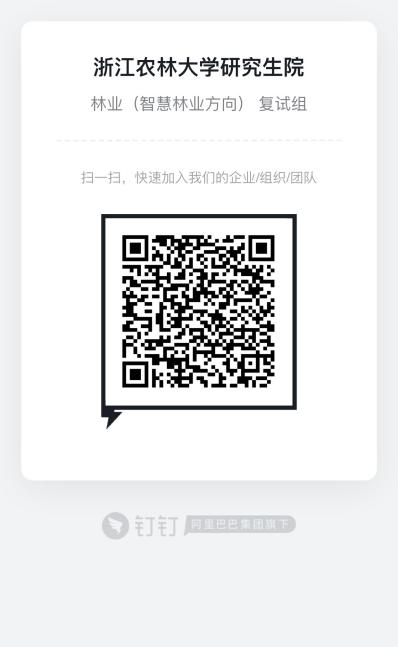 浙江农林大学研究生院
林业（智慧林业方向） 复试组
扫一扫，快速加入我们的企业/组织/团队
钉钉 阿里巴巴集团旗下